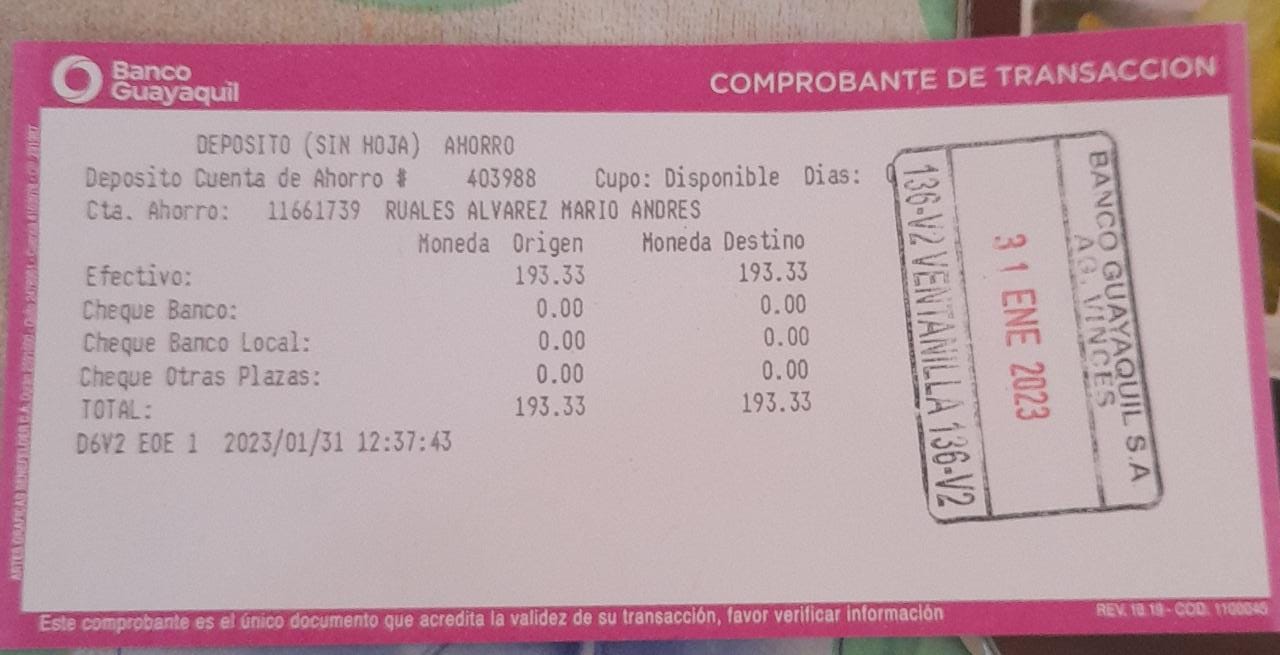 Banco
Guayaquil
COMPROBANTE DE TRANSACCION
DEPOSITO (SIN HOJA) AHORRO
Deposito Cuenta de Ahorro # 403988 Cupo: Disponible Dias:
Cta. Ahorro: 11661739 RUALES ALVAREZ MARIO ANDRES
Moneda Origen Moneda Destino
Efectivo: 193.33 193.33
Cheque Banco: 0.00 0.00
Cheque Banco Local: 0.00 0.00
Cheque Otras Plazas: 0.00 0.00
TOTAL: 193.33 193.33
D6V2 EOE 1 2023/01/31 12:37:43
BANCO GUAYAQUIL S.A
AG. VINCES
31 ENE 2023
136-V2 VENTANILLA 136-V2
Este comprobante es el único documento que acredita la validez de su transacción, favor verificar información
REV. 10.19 - COD. 1100045
ARTES GRAFICAS SENEFELDER C.A.